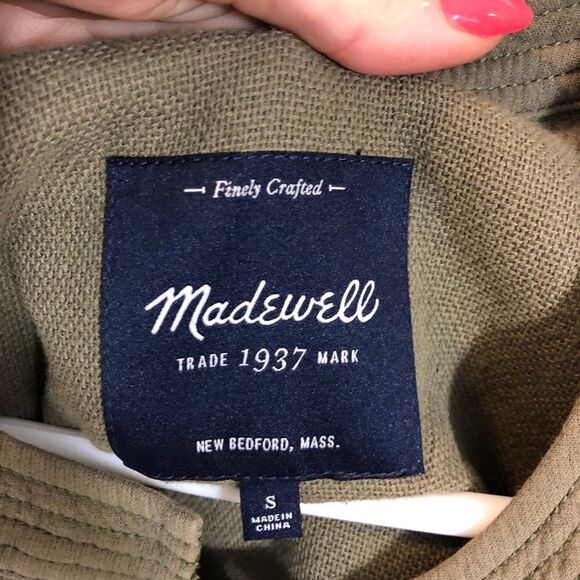 Finely Crafted
Madewell
TRADE 1937 MARK
NEW BEDFORD, MASS.
S
MADE IN
CHINA